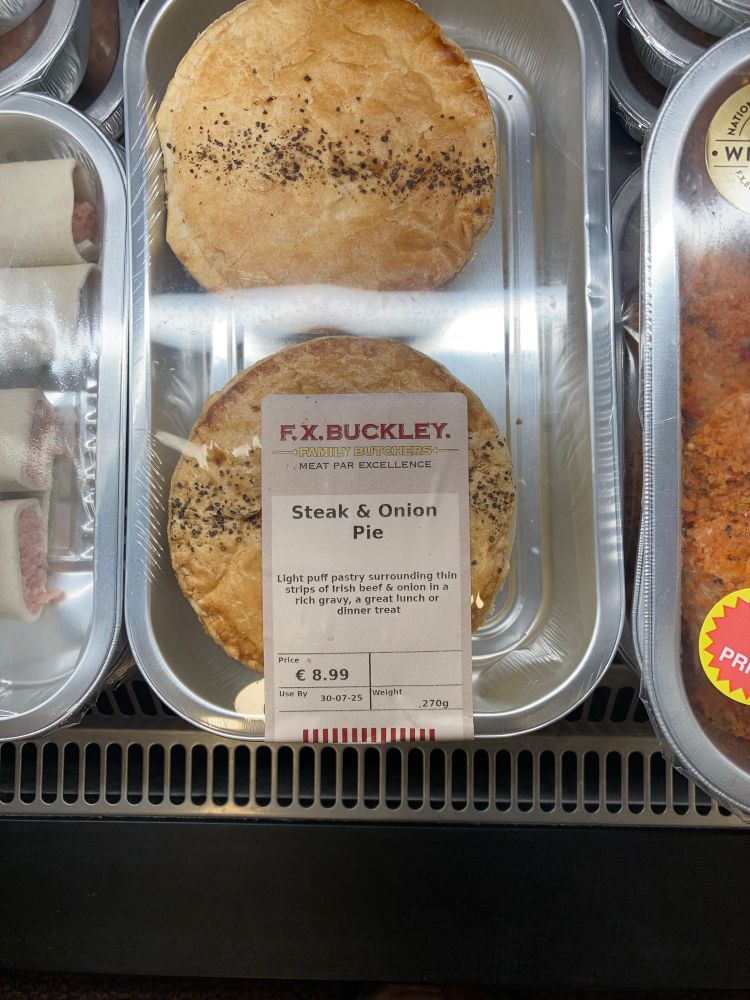 F.X.BUCKLEY.
FAMILY BUTCHERS
MEAT PAR EXCELLENCE
Steak & Onion
Pie
Light puff pastry surrounding thin
strips of Irish beef & onion in a
rich gravy, a great lunch or
dinner treat
Price
€ 8.99
Use By 30-07-25
Weight 270g